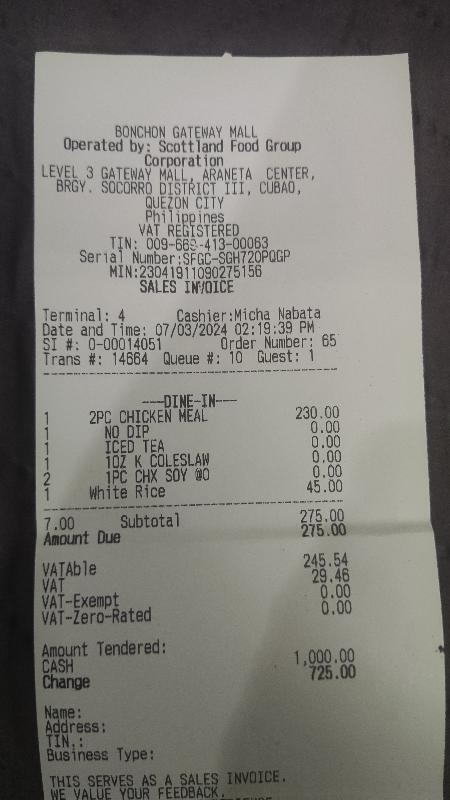 BONCHON GATEWAY MALL
Operated by: Scottland Food Group
Corporation
LEVEL 3 GATEWAY MALL, ARANETA CENTER,
BRGY. SOCORRO DISTRICT III, CUBAO,
QUEZON CITY
Philippines
VAT REGISTERED
TIN: 009-669-413-00063
Serial Number:SFGC-SGH720PQGP
MIN:23041911090275156
SALES INVOICE
Terminal: 4 Cashier:Micha Nabata
Date and Time: 07/03/2024 02:19:39 PM
SI #: 0-00014051 Order Number: 65
Trans #: 14664 Queue #: 10 Guest: 1
---DINE-IN---
1 2PC CHICKEN MEAL 230.00
1 NO DIP 0.00
1 ICED TEA 0.00
1 1OZ K COLESLAW 0.00
2 1PC CHX SOY @0 0.00
1 White Rice 45.00
7.00 Subtotal 275.00
Amount Due 275.00
VATAble 245.54
VAT 29.46
VAT-Exempt 0.00
VAT-Zero-Rated 0.00
Amount Tendered:
CASH 1,000.00
Change 725.00
Name:
Address:
TIN.:
Business Type:
THIS SERVES AS A SALES INVOICE.
WE VALUE YOUR FEEDBACK.